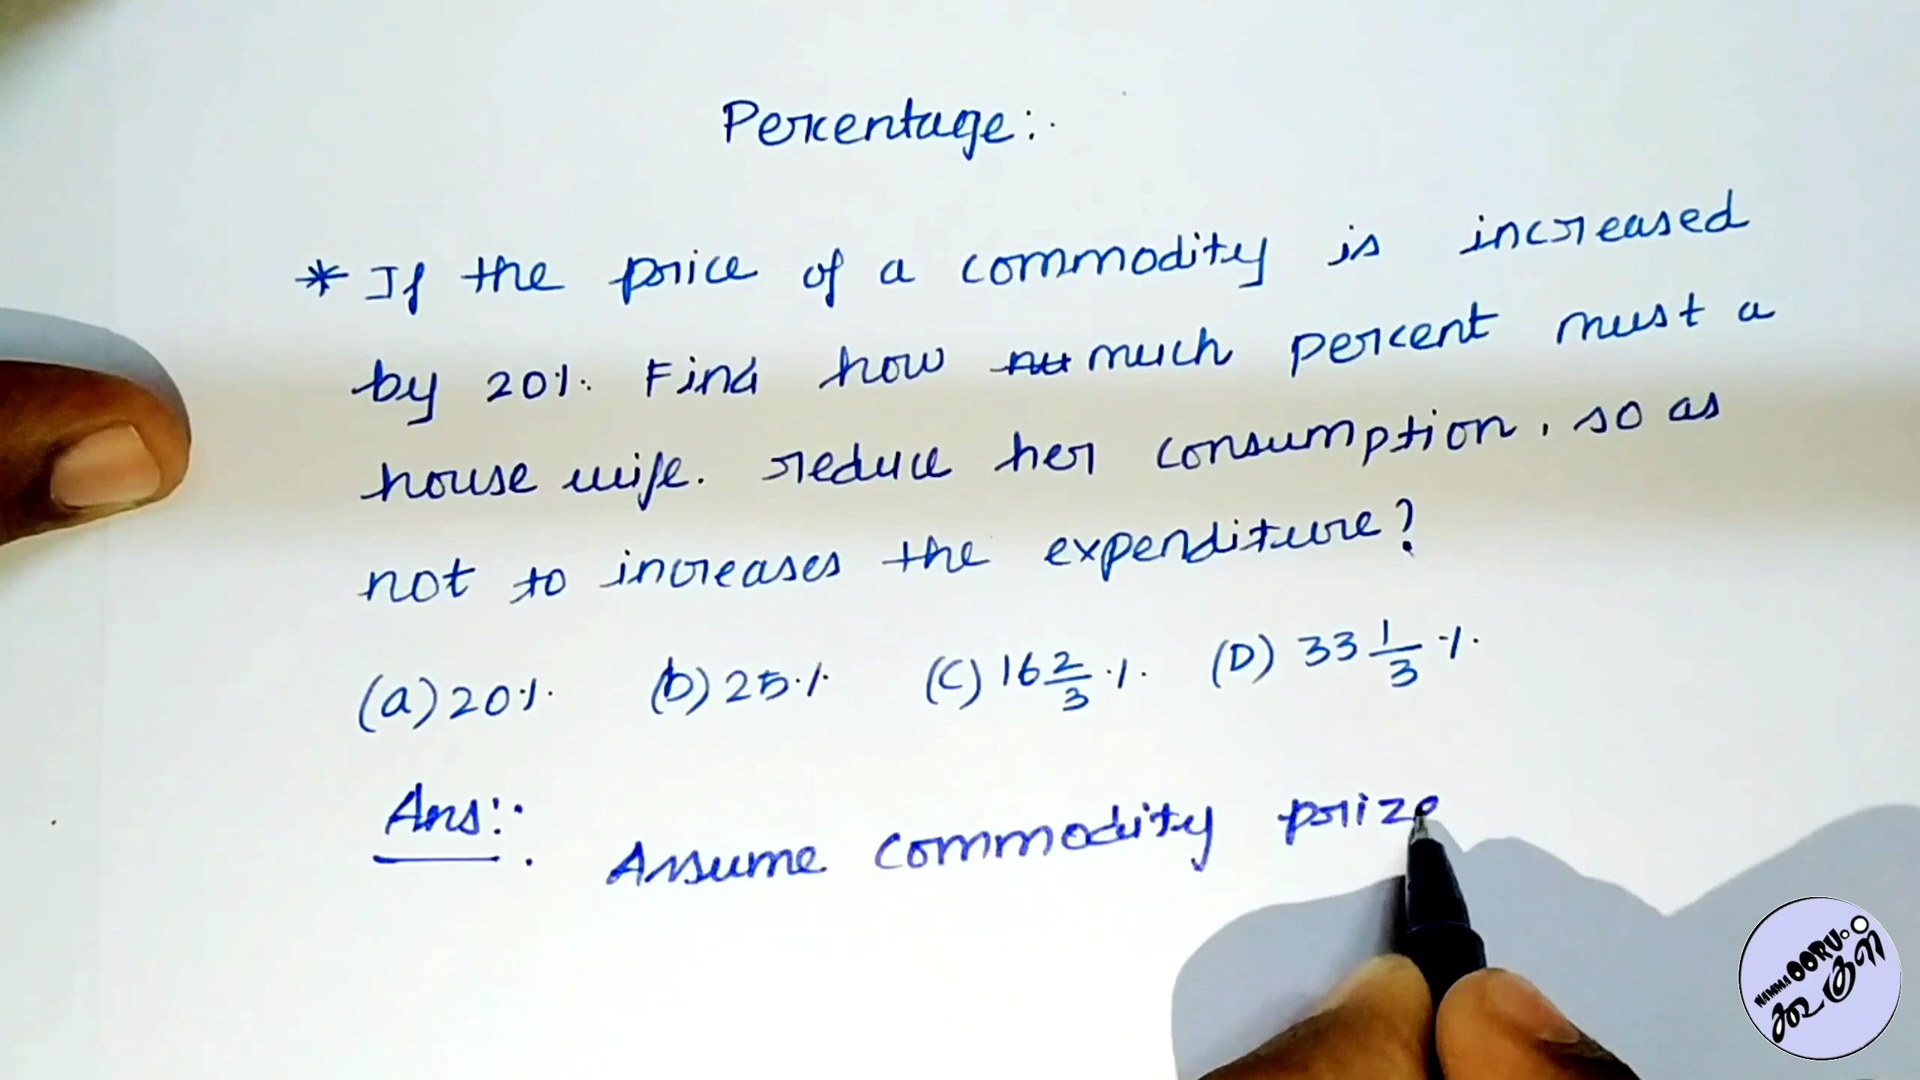 Percentage:
* If the price of a commodity is increased
by 20%. Find how much percent must a
house wife. reduce her consumption. so as
not to increases the expenditure?
(a) 20% (b) 25% (C) 16 2/3 % (D) 33 1/3 %
Ans:
Assume commodity prize
NAMMA OORU